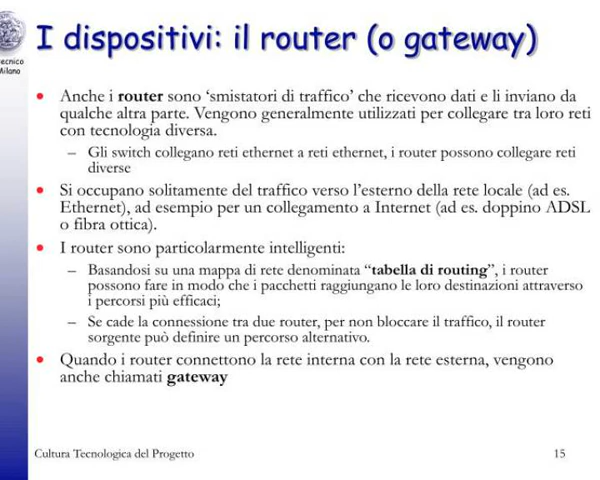 I dispositivi: il router (o gateway)
tecnico
Milano
• Anche i router sono ‘smistatori di traffico’ che ricevono dati e li inviano da
qualche altra parte. Vengono generalmente utilizzati per collegare tra loro reti
con tecnologia diversa.
– Gli switch collegano reti ethernet a reti ethernet, i router possono collegare reti
diverse
• Si occupano solitamente del traffico verso l’esterno della rete locale (ad es.
Ethernet), ad esempio per un collegamento a Internet (ad es. doppino ADSL
o fibra ottica).
• I router sono particolarmente intelligenti:
– Basandosi su una mappa di rete denominata “tabella di routing”, i router
possono fare in modo che i pacchetti raggiungano le loro destinazioni attraverso
i percorsi più efficaci;
– Se cade la connessione tra due router, per non bloccare il traffico, il router
sorgente può definire un percorso alternativo.
• Quando i router connettono la rete interna con la rete esterna, vengono
anche chiamati gateway
Cultura Tecnologica del Progetto 15